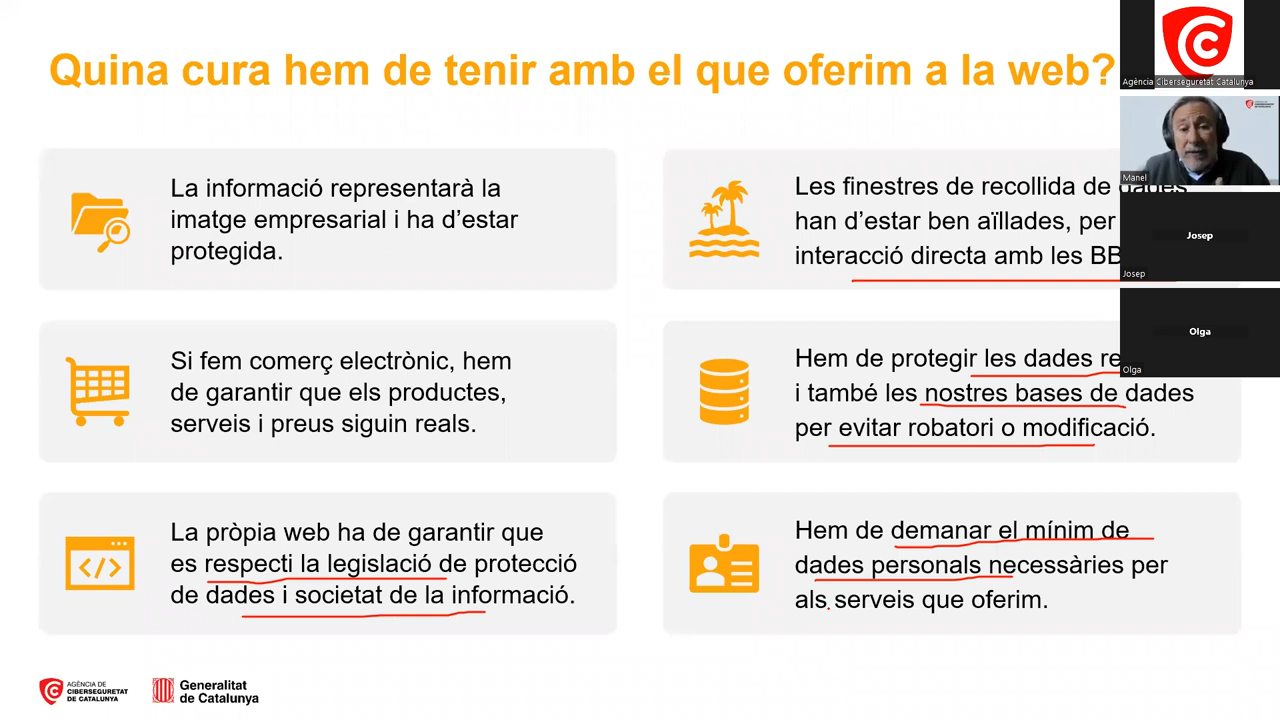 Quina cura hem de tenir amb el que oferim a la web?
La informació representarà la
imatge empresarial i ha d’estar
protegida.
Les finestres de recollida de dades
han d’estar ben aïllades, per
interacció directa amb les
Si fem comerç electrònic, hem
de garantir que els productes,
serveis i preus siguin reals.
Hem de protegir les dades
i també les nostres bases de dades
per evitar robatori o modificació.
La pròpia web ha de garantir que
es respecti la legislació de protecció
de dades i societat de la informació.
Hem de demanar el mínim de
dades personals necessàries per
als serveis que oferim.
AGÈNCIA DE
CIBERSEGURETAT
DE CATALUNYA
Generalitat
de Catalunya
Agència Ciberseguretat Catalunya
Manel
Josep
Josep
Olga
Olga